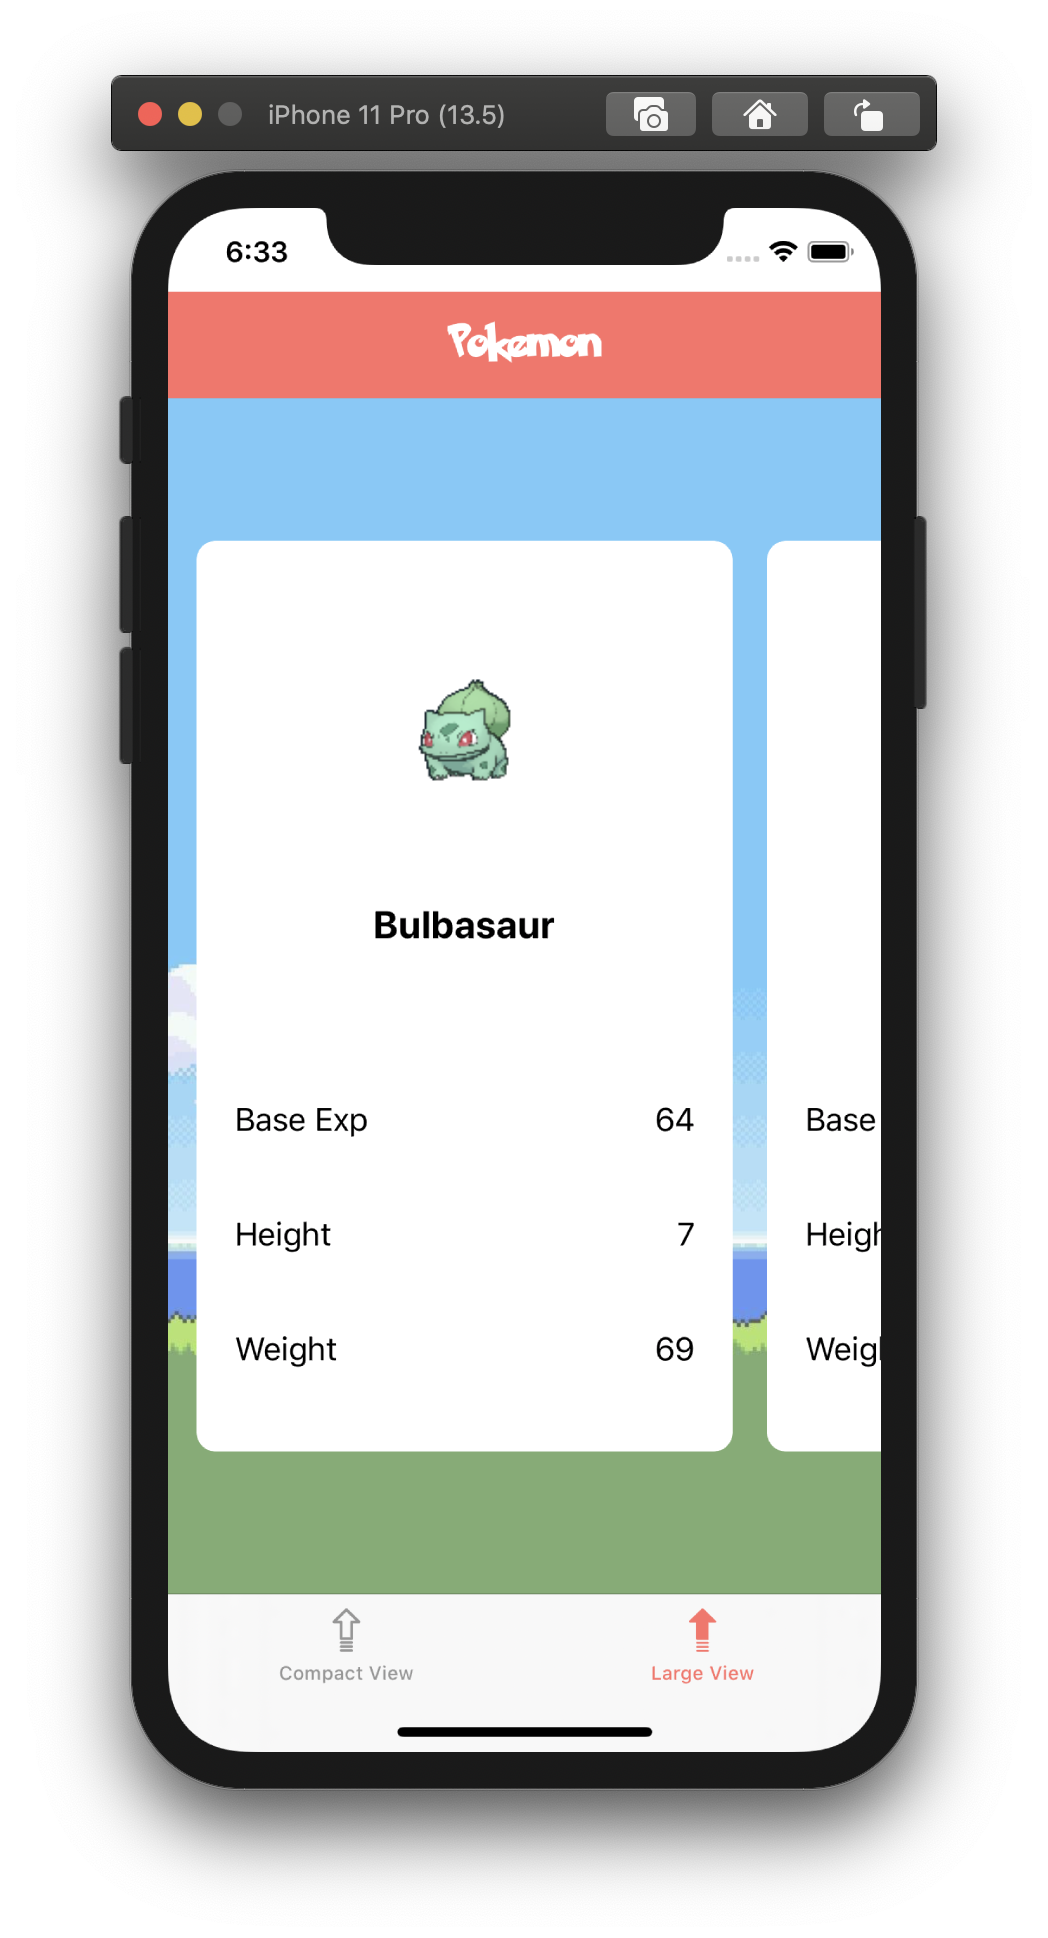 iPhone 11 Pro (13.5)
6:33
Pokemon
Bulbasaur
Base Exp 64
Base
Height 7
Heigh
Weight 69
Weigh
Compact View
Large View